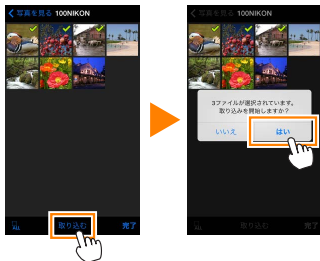 写真を見る 100NIKON
ALL
取り込む
完了
写真を見る 100NIKON
3ファイルが選択されています。
取り込みを開始しますか？
いいえ
はい
ALL
取り込む
完了